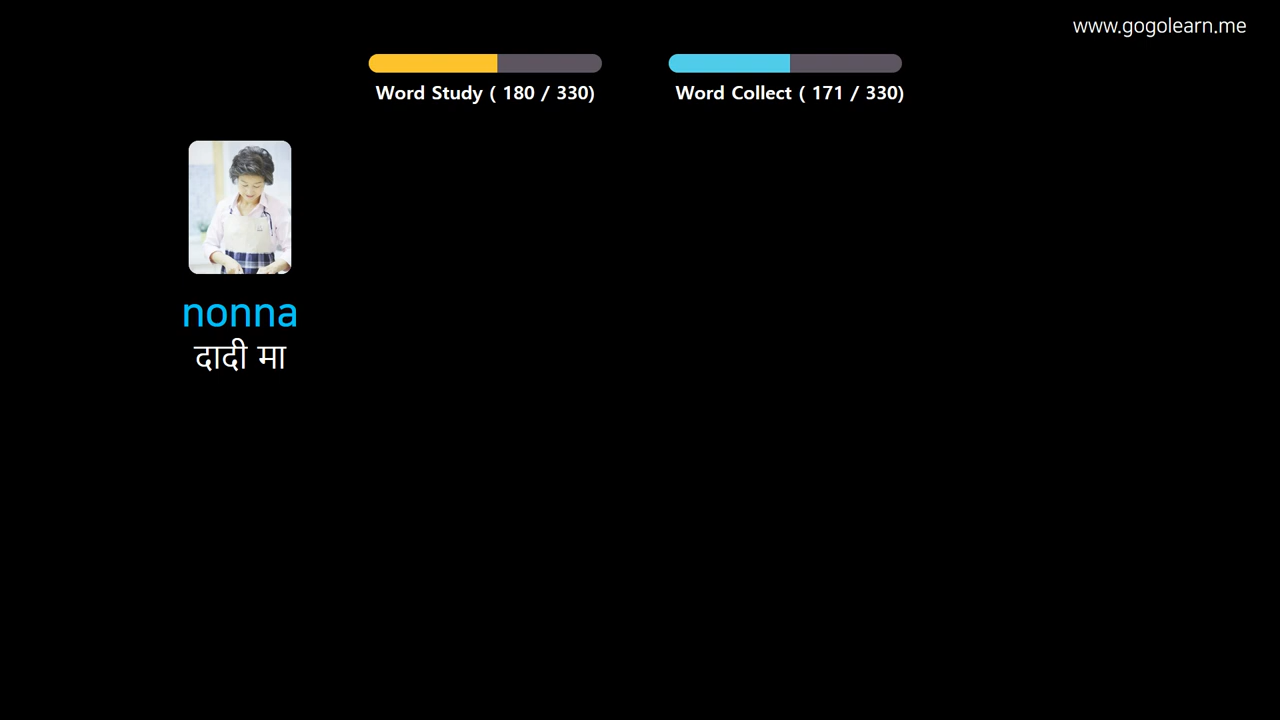 www.gogolearn.me
Word Study ( 180 / 330)
Word Collect ( 171 / 330)
nonna
दादी मा